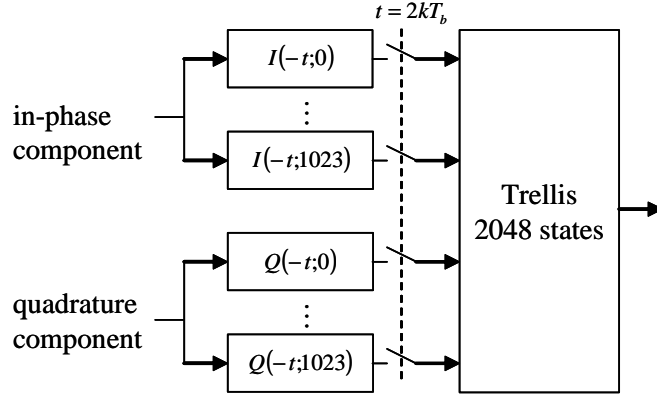 t = 2kT_b
I(−t;0)
⋮
I(−t;1023)
in-phase
component
Q(−t;0)
⋮
Q(−t;1023)
quadrature
component
Trellis
2048 states